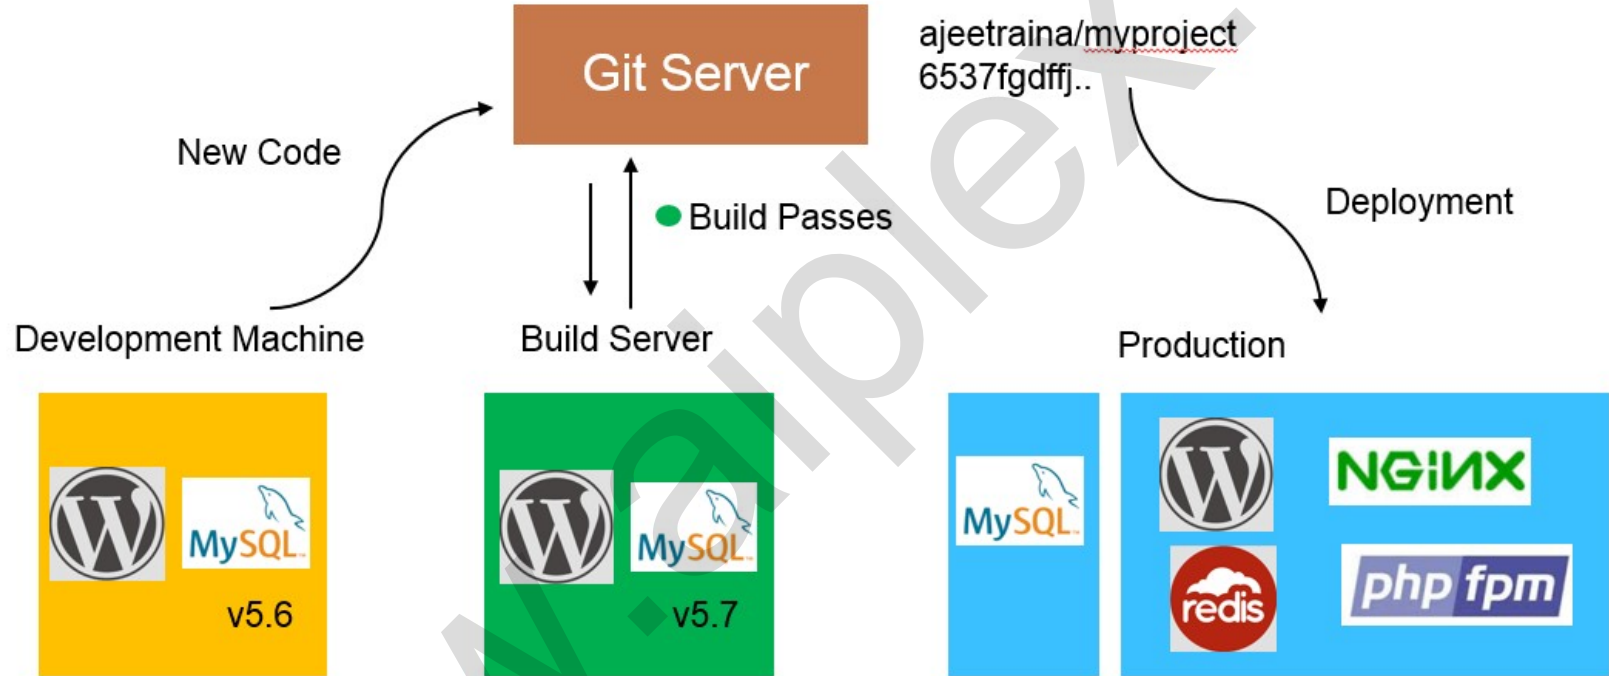 Git Server
ajeetraina/myproject
6537fgdffj..
New Code
Build Passes
Deployment
Development Machine
Build Server
Production
W
MySQL
v5.6
W
MySQL
v5.7
MySQL
W
NGiNX
redis
php fpm
w.aiplex.